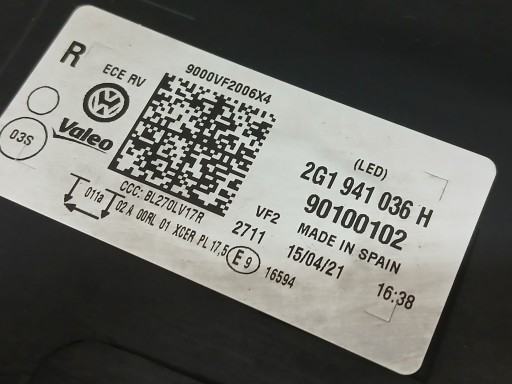 R
ECE RV
9000VF2006X4
03S
Valeo
(LED)
2G1 941 036 H
90100102
MADE IN SPAIN
15/04/21
16:38
CCC: BL270LV17R
VF2
2711
011a
02 A 00RL 01 XCER PL 17,5
E 9
16594